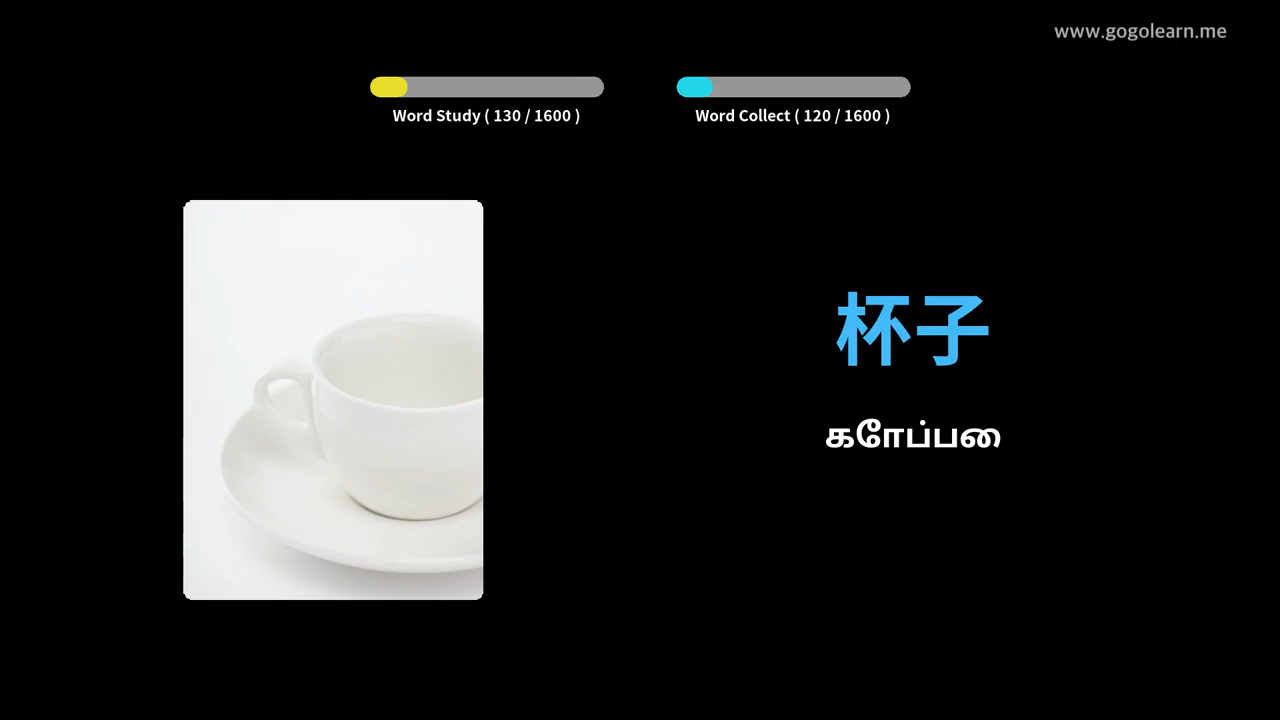 www.gogolearn.me
Word Study ( 130 / 1600 )
Word Collect ( 120 / 1600 )
杯子
கோப்பை